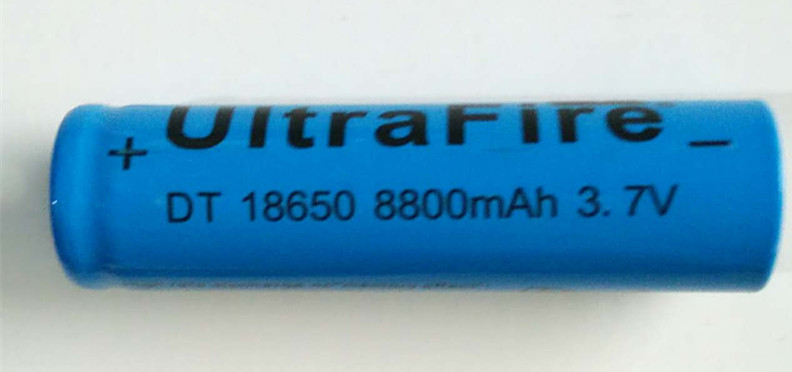 UltraFire
+ −
DT 18650 8800mAh 3.7V